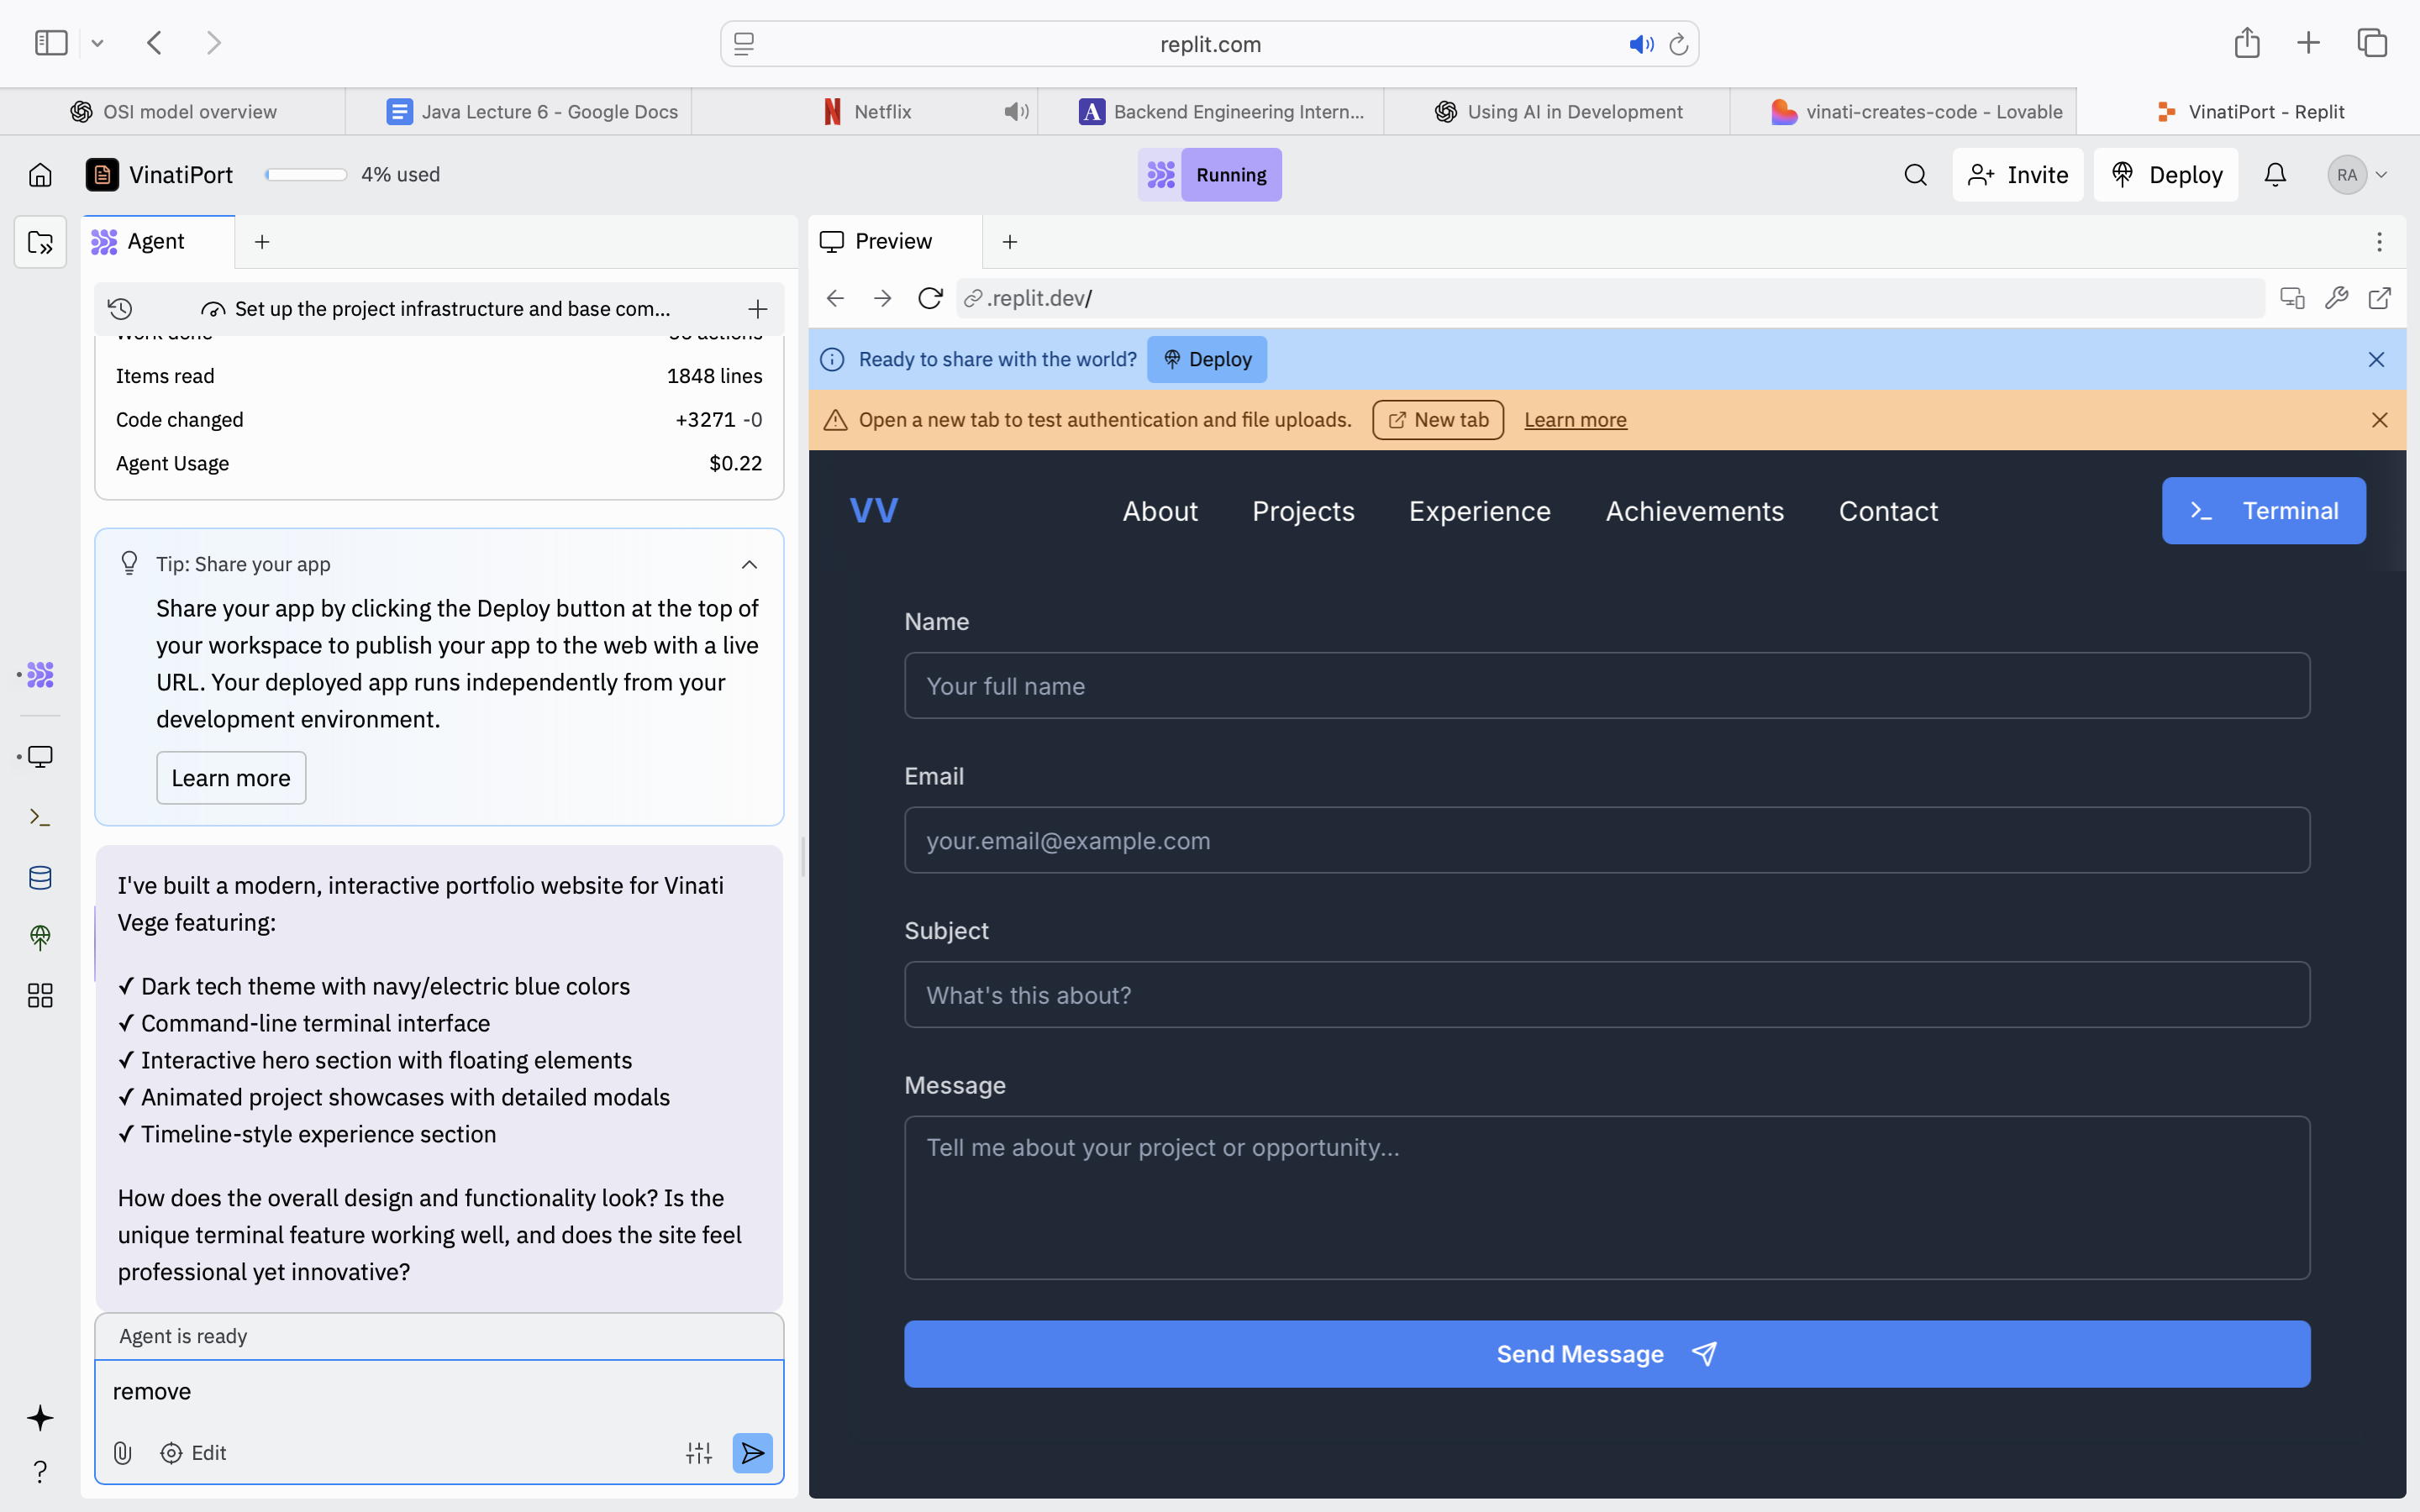 replit.com
OSI model overview
Java Lecture 6 - Google Docs
Netflix
Backend Engineering Intern...
Using AI in Development
vinati-creates-code - Lovable
VinatiPort - Replit
VinatiPort
4% used
Running
Invite
Deploy
RA
Agent
Set up the project infrastructure and base com...
Work done
Items read 1848 lines
Code changed +3271 -0
Agent Usage $0.22
Tip: Share your app
Share your app by clicking the Deploy button at the top of
your workspace to publish your app to the web with a live
URL. Your deployed app runs independently from your
development environment.
Learn more
I've built a modern, interactive portfolio website for Vinati
Vege featuring:
✓ Dark tech theme with navy/electric blue colors
✓ Command-line terminal interface
✓ Interactive hero section with floating elements
✓ Animated project showcases with detailed modals
✓ Timeline-style experience section
How does the overall design and functionality look? Is the
unique terminal feature working well, and does the site feel
professional yet innovative?
Agent is ready
remove
Edit
Preview
.replit.dev/
Ready to share with the world? Deploy
Open a new tab to test authentication and file uploads. New tab Learn more
VV
About
Projects
Experience
Achievements
Contact
>_ Terminal
Name
Your full name
Email
your.email@example.com
Subject
What's this about?
Message
Tell me about your project or opportunity...
Send Message